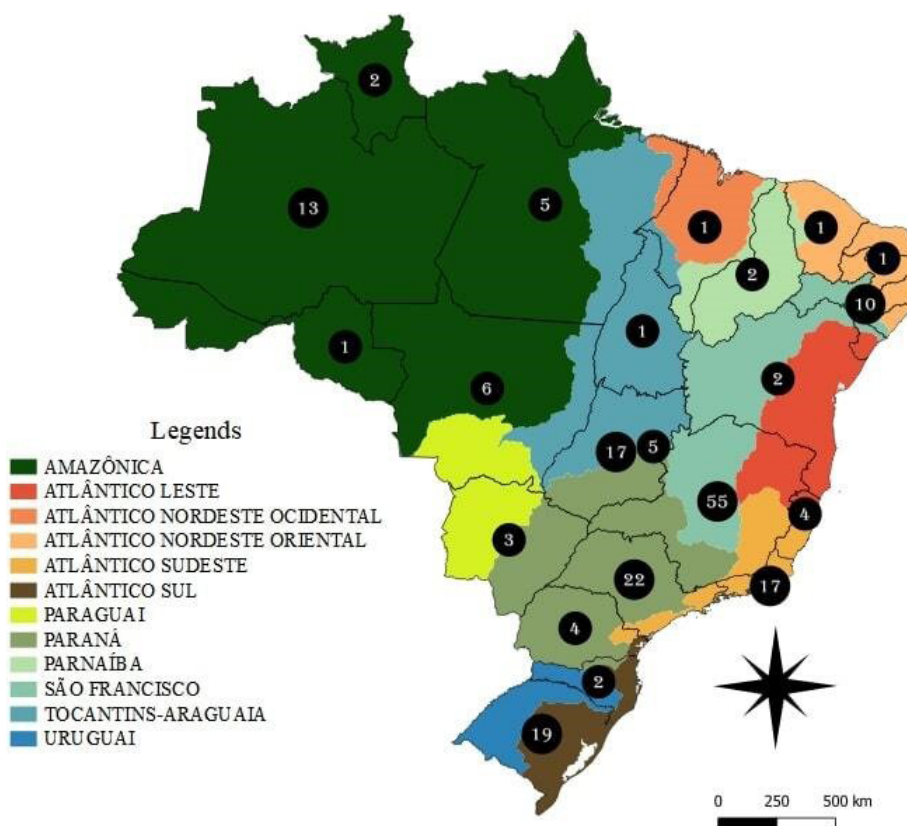 2
13
5
1
1
1
2
10
1
1
2
6
17
5
55
4
3
22
17
4
2
19
Legends
AMAZÔNICA
ATLÂNTICO LESTE
ATLÂNTICO NORDESTE OCIDENTAL
ATLÂNTICO NORDESTE ORIENTAL
ATLÂNTICO SUDESTE
ATLÂNTICO SUL
PARAGUAI
PARANÁ
PARNAÍBA
SÃO FRANCISCO
TOCANTINS-ARAGUAIA
URUGUAI
0 250 500 km